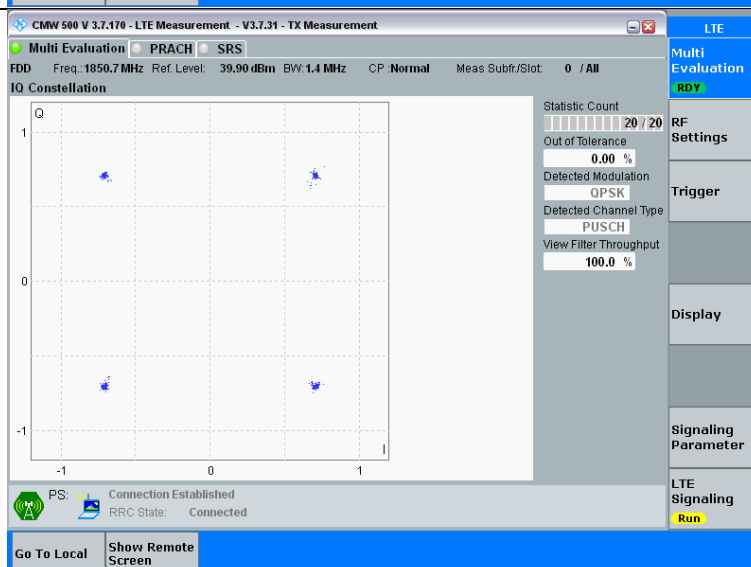 CMW 500 V 3.7.170 - LTE Measurement - V3.7.31 - TX Measurement
LTE
Multi Evaluation PRACH SRS
FDD Freq.:1850.7 MHz Ref. Level: 39.90 dBm BW:1.4 MHz CP :Normal Meas Subfr./Slot: 0 / All
IQ Constellation
Q
1
0
-1
I
-1 0 1
Statistic Count
20 / 20
Out of Tolerance
0.00 %
Detected Modulation
QPSK
Detected Channel Type
PUSCH
View Filter Throughput
100.0 %
PS: Connection Established
RRC State: Connected
Multi
Evaluation
RDY
RF
Settings
Trigger
Display
Signaling
Parameter
LTE
Signaling
Run
Go To Local
Show Remote
Screen